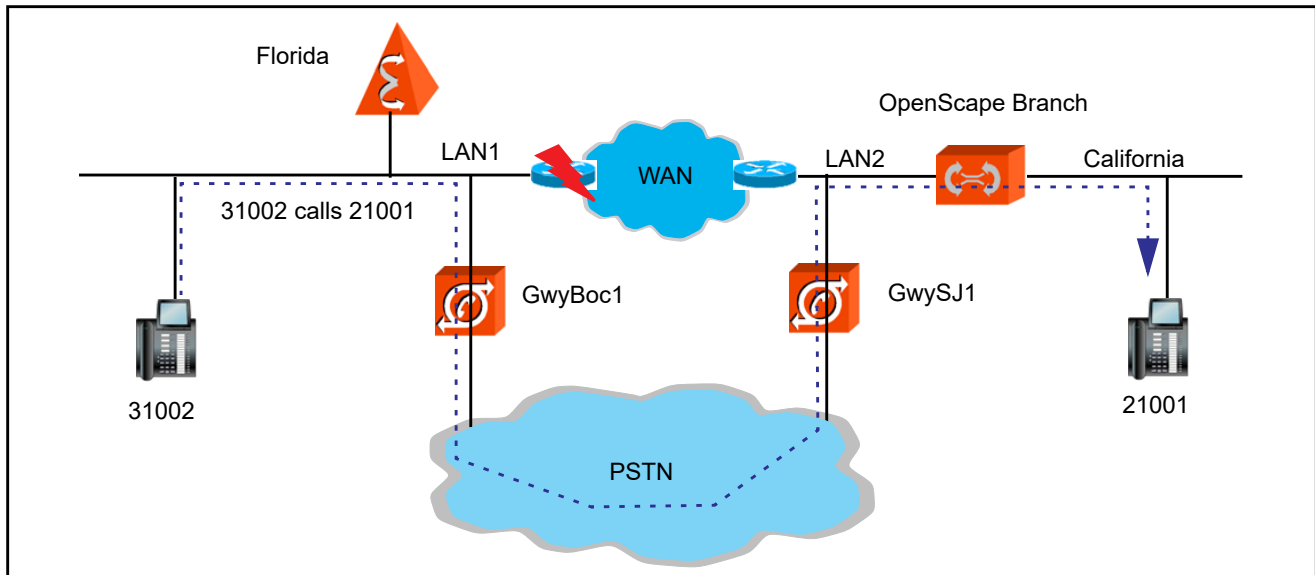 Florida
OpenScape Branch
LAN1
WAN
LAN2
California
31002 calls 21001
GwyBoc1
GwySJ1
31002
21001
PSTN